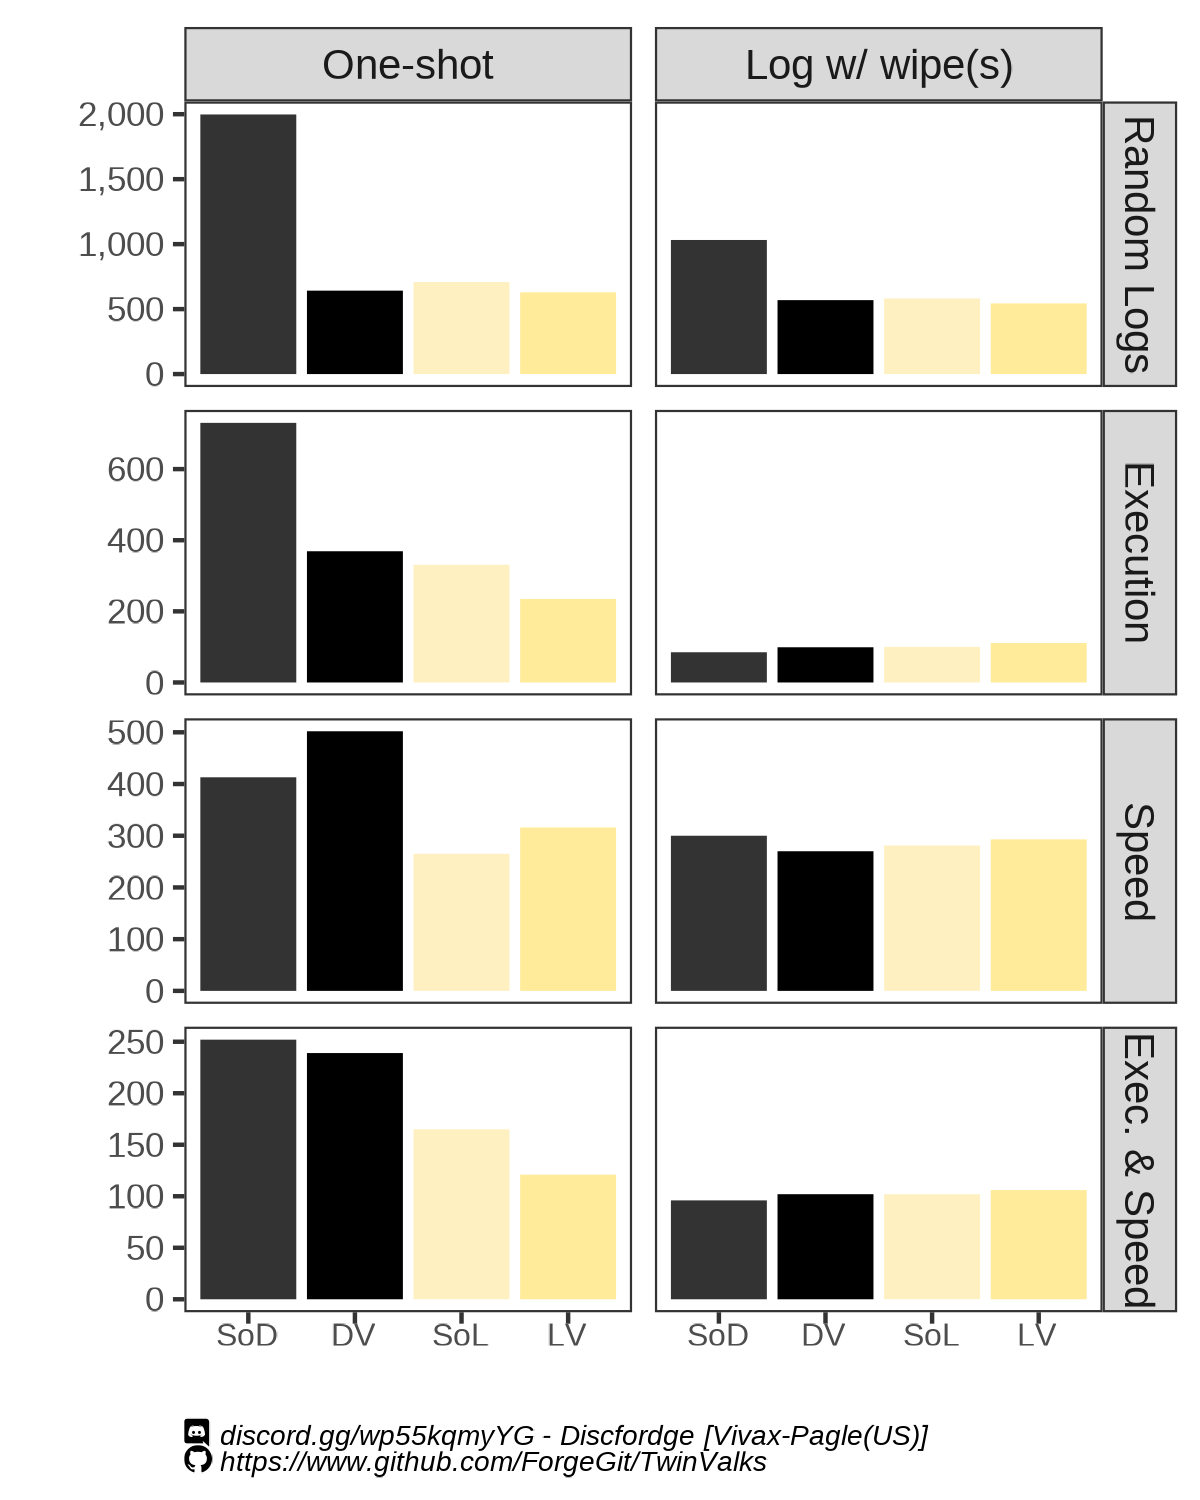 One-shot
Log w/ wipe(s)
2,000
1,500
1,000
500
0
Random Logs
600
400
200
0
Execution
500
400
300
200
100
0
Speed
250
200
150
100
50
0
Exec. & Speed
SoD DV SoL LV
SoD DV SoL LV
discord.gg/wp55kqmyYG - Discfordge [Vivax-Pagle(US)]
https://www.github.com/ForgeGit/TwinValks